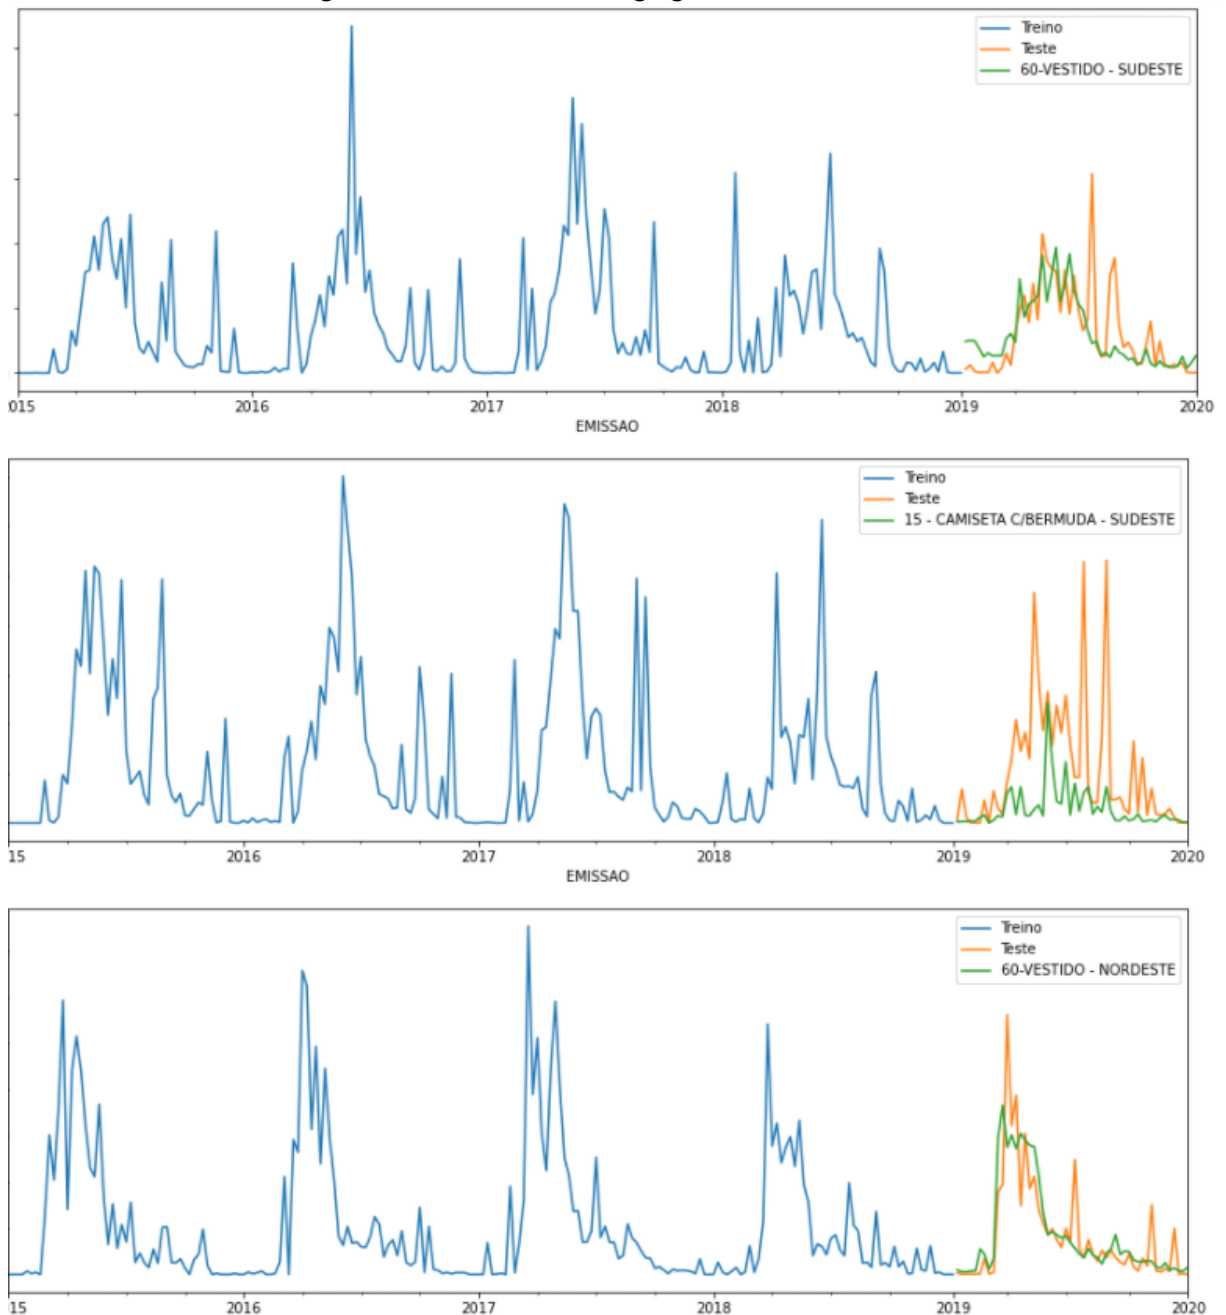 Treino
Teste
60-VESTIDO - SUDESTE
015 2016 2017 2018 2019 2020
EMISSAO
Treino
Teste
15 - CAMISETA C/BERMUDA - SUDESTE
15 2016 2017 2018 2019 2020
EMISSAO
Treino
Teste
60-VESTIDO - NORDESTE
15 2016 2017 2018 2019 2020